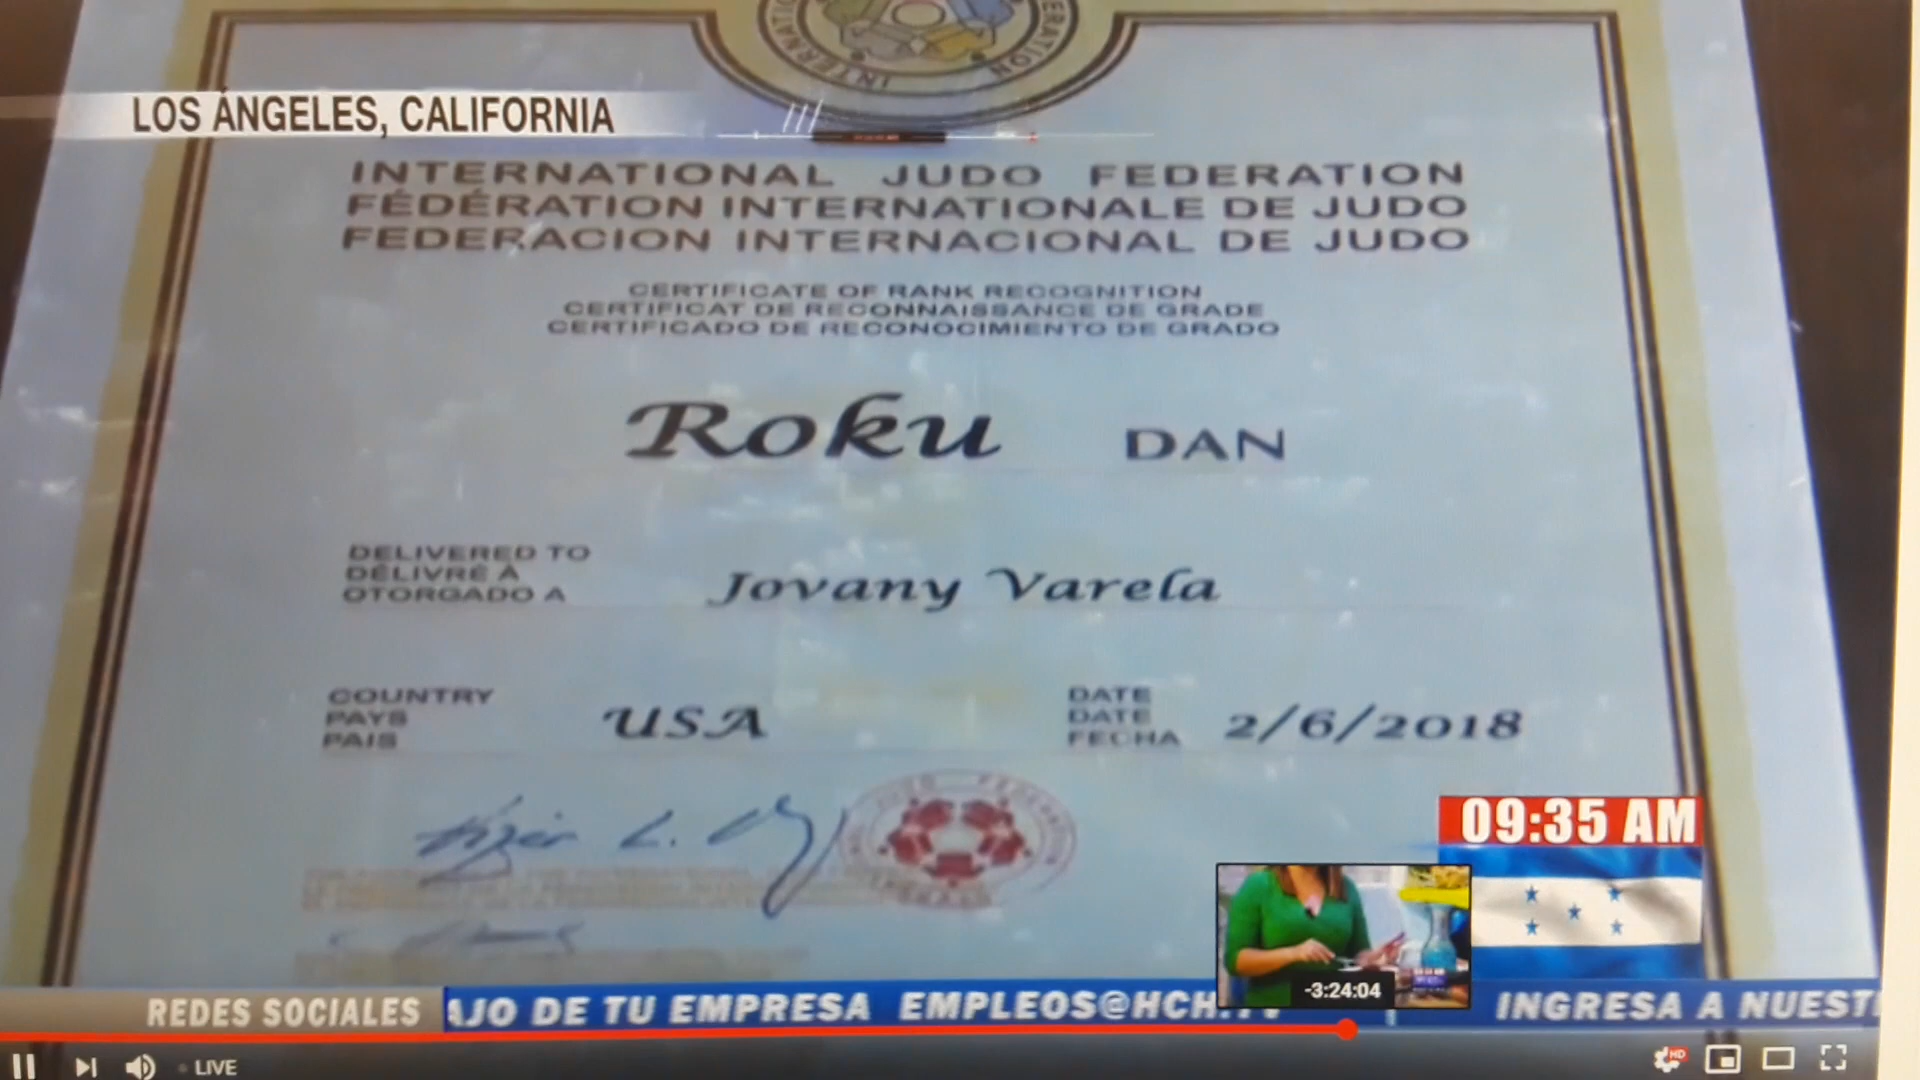 LOS ÁNGELES, CALIFORNIA
INTERNATIONAL JUDO FEDERATION
FÉDÉRATION INTERNATIONALE DE JUDO
FEDERACION INTERNACIONAL DE JUDO
CERTIFICATE OF RANK RECOGNITION
CERTIFICAT DE RECONNAISSANCE DE GRADE
CERTIFICADO DE RECONOCIMIENTO DE GRADO
Roku DAN
DELIVERED TO
DÉLIVRÉ À
OTORGADO A
Jovany Varela
COUNTRY
PAYS
PAIS
USA
DATE
DATE
FECHA
2/6/2018
09:35 AM
-3:24:04
REDES SOCIALES
AJO DE TU EMPRESA EMPLEOS@HCH.TV
INGRESA A NUEST
LIVE
HD